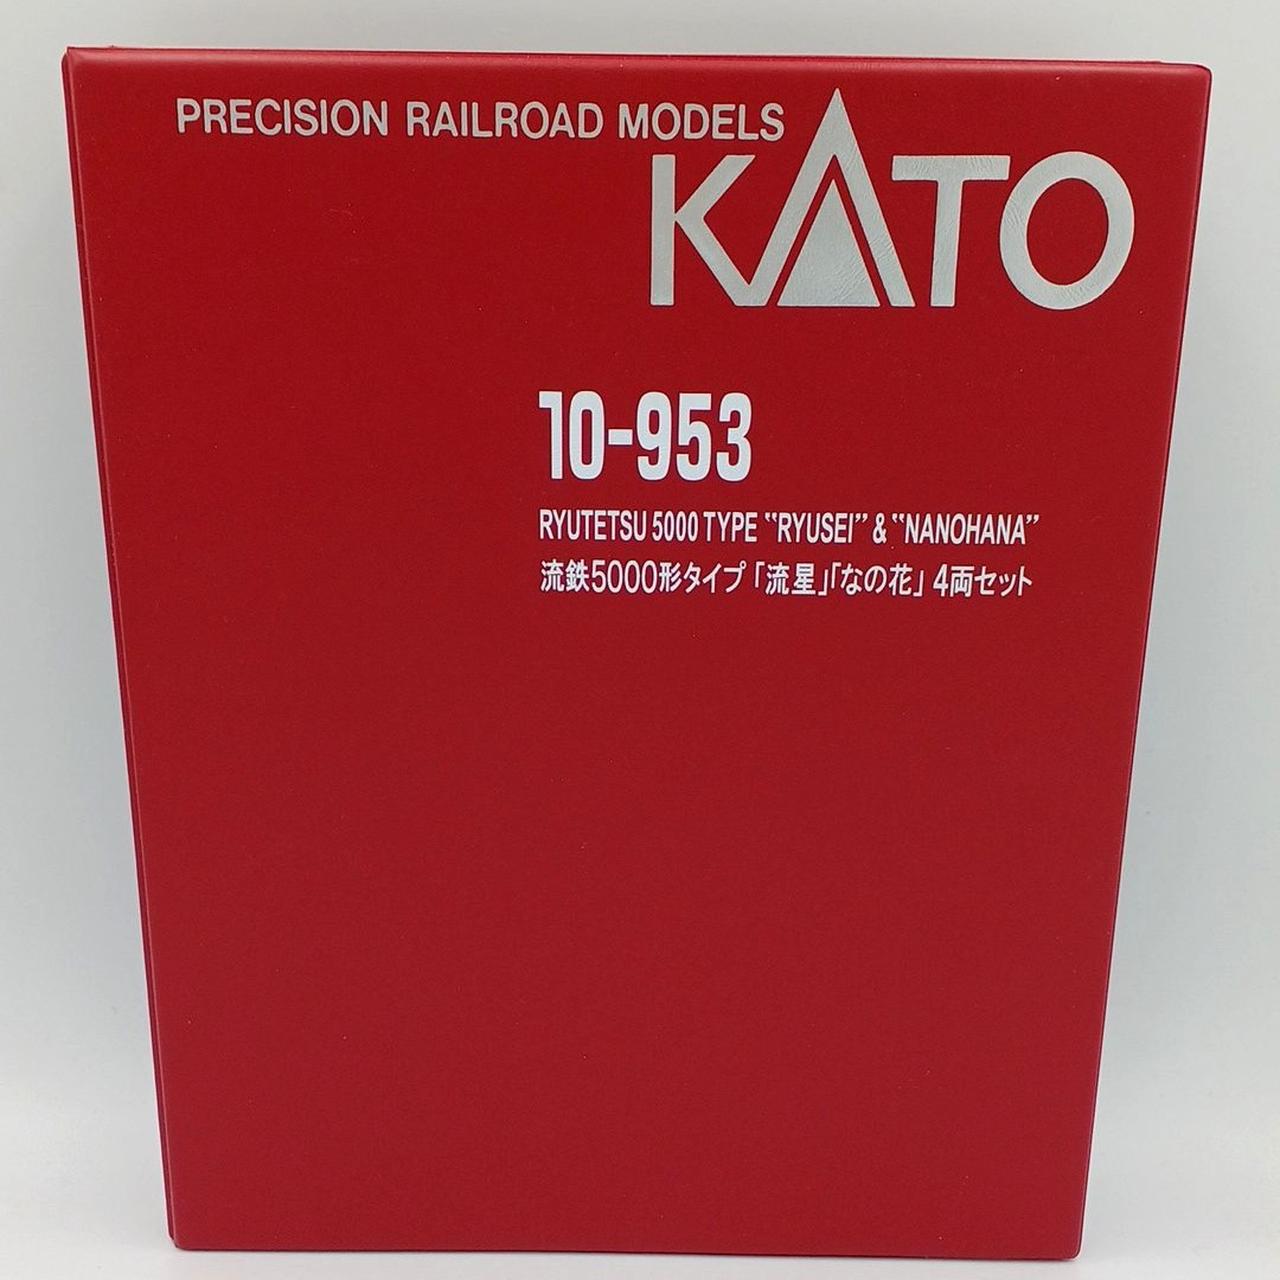 PRECISION RAILROAD MODELS
KATO
10-953
RYUTETSU 5000 TYPE “RYUSEI” & “NANOHANA”
流鉄5000形タイプ「流星」「なの花」4両セット